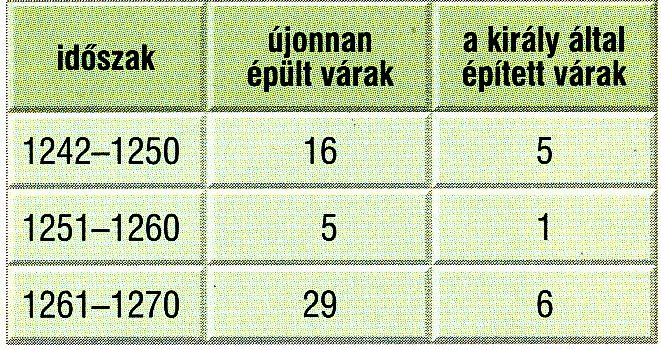 időszak
újonnan
épült várak
a király által
épített várak
1242–1250 16 5
1251–1260 5 1
1261–1270 29 6